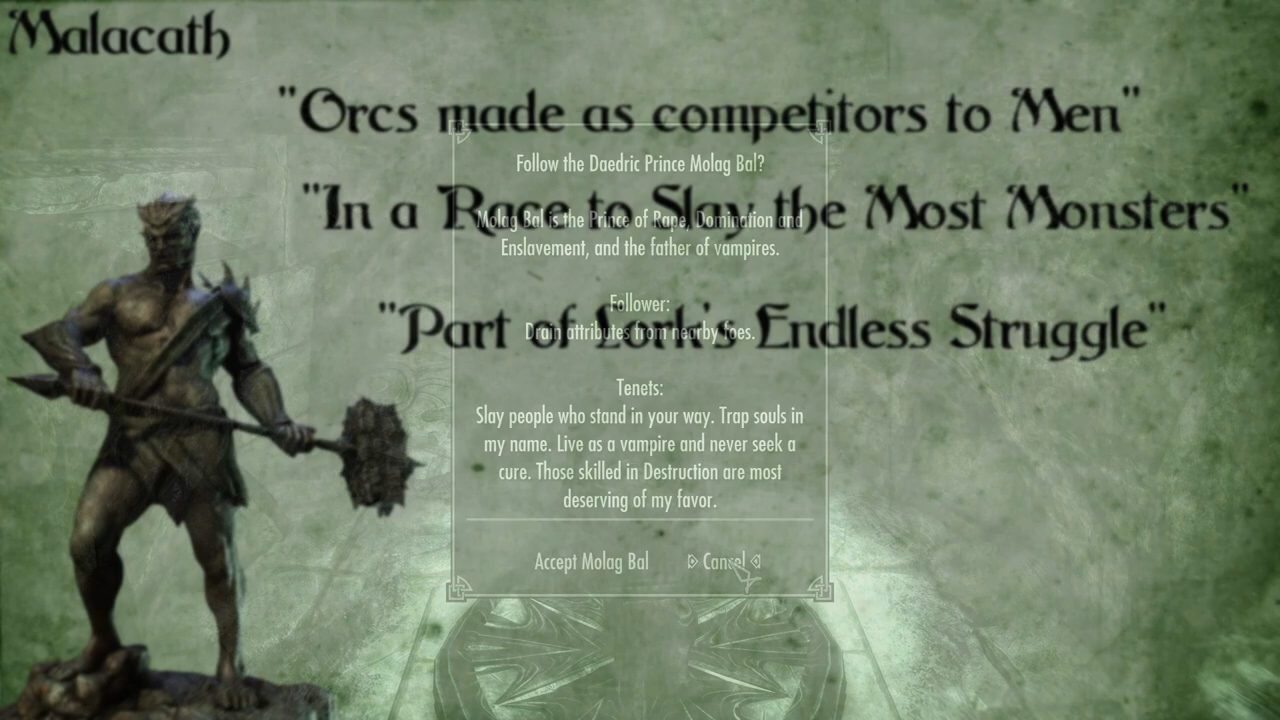 Malacath
"Orcs made as competitors to Men"
Follow the Daedric Prince Molag Bal?
"In a Race to Slay the Most Monsters"
Molag Bal is the Prince of Rape, Domination and
Enslavement, and the father of vampires.
Follower:
"Part of Lork's Endless Struggle"
Drain attributes from nearby foes.
Tenets:
Slay people who stand in your way. Trap souls in
my name. Live as a vampire and never seek a
cure. Those skilled in Destruction are most
deserving of my favor.
Accept Molag Bal Cancel